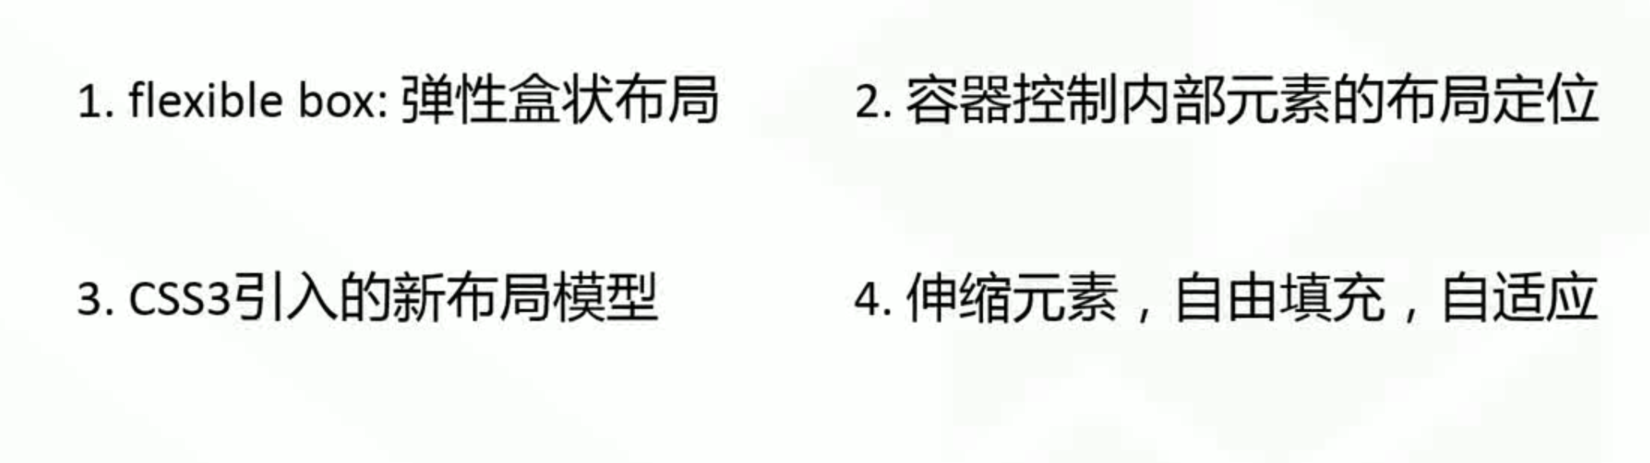 1. flexible box: 弹性盒状布局
2. 容器控制内部元素的布局定位
3. CSS3引入的新布局模型
4. 伸缩元素，自由填充，自适应